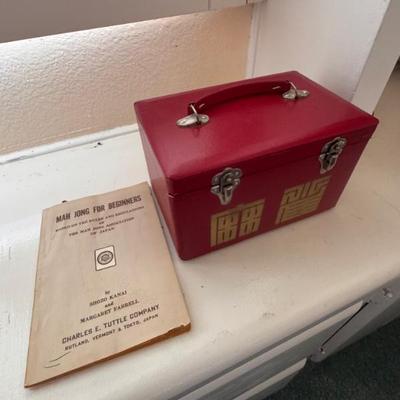 MAH JONG FOR BEGINNERS
BASED ON THE RULES AND REGULATIONS
OF
THE MAH JONG ASSOCIATION
OF JAPAN
by
SHOZO KANAI
and
MARGARET FARRELL
CHARLES E. TUTTLE COMPANY
RUTLAND, VERMONT & TOKYO, JAPAN